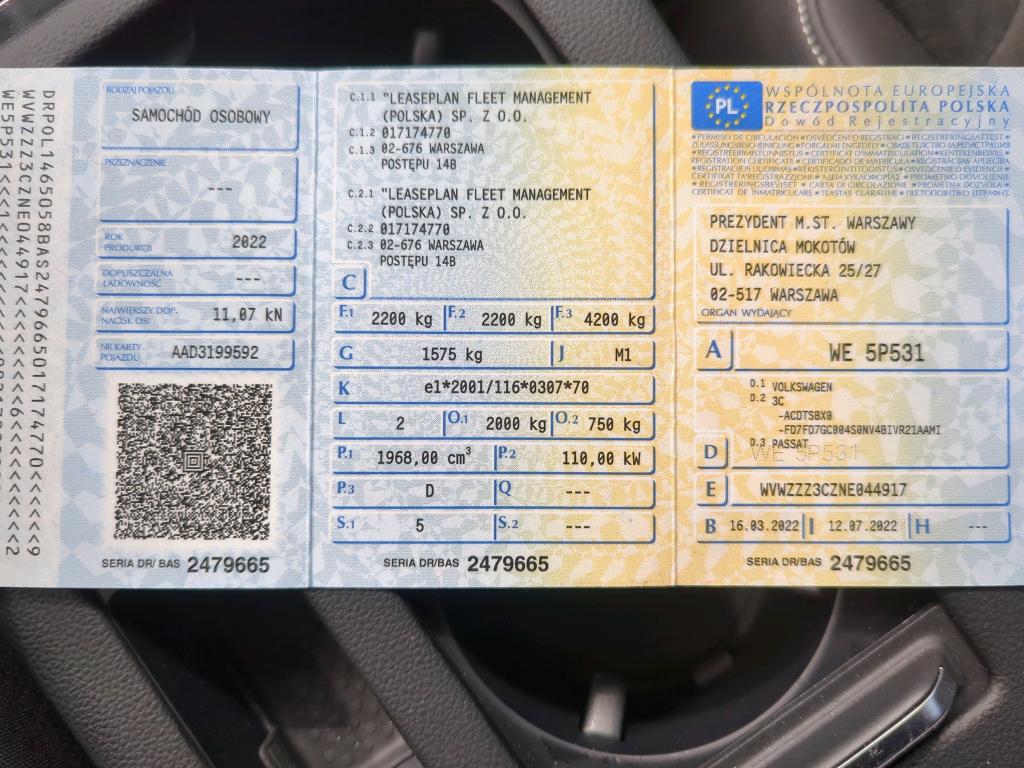 DRPOL1465058BAS247966501717477O<<<<<9
WVWZZZ3CZNE044917<<<<
WE5P531<<1<<<
RODZAJ POJAZDU
SAMOCHÓD OSOBOWY
PRZEZNACZENIE
---
ROK PRODUKCJI 2022
DOPUSZCZALNA ŁADOWNOŚĆ ---
NAJWIĘKSZY DOP. NACISK OSI 11,07 kN
NR KARTY POJAZDU AAD3199592
SERIA DR/BAS 2479665
C.1.1 "LEASEPLAN FLEET MANAGEMENT
(POLSKA) SP. Z O.O.
C.1.2 017174770
C.1.3 02-676 WARSZAWA
POSTĘPU 14B
C.2.1 "LEASEPLAN FLEET MANAGEMENT
(POLSKA) SP. Z O.O.
C.2.2 017174770
C.2.3 02-676 WARSZAWA
POSTĘPU 14B
C
F.1 2200 kg F.2 2200 kg F.3 4200 kg
G 1575 kg J M1
K e1*2001/116*0307*70
L 2 O.1 2000 kg O.2 750 kg
P.1 1968,00 cm³ P.2 110,00 kW
P.3 D Q ---
S.1 5 S.2 ---
SERIA DR/BAS 2479665
PL
WSPÓLNOTA EUROPEJSKA
RZECZPOSPOLITA POLSKA
Dowód Rejestracyjny
PREZYDENT M.ST. WARSZAWY
DZIELNICA MOKOTÓW
UL. RAKOWIECKA 25/27
02-517 WARSZAWA
ORGAN WYDAJĄCY
A WE 5P531
D.1 VOLKSWAGEN
D.2 3C
-ACDTSBX0
-FD7FD7GC004S0NV4BIVR21AAMI
D.3 PASSAT
D WE 5P531
E WVWZZZ3CZNE044917
B 16.03.2022 I 12.07.2022 H ---
SERIA DR/BAS 2479665